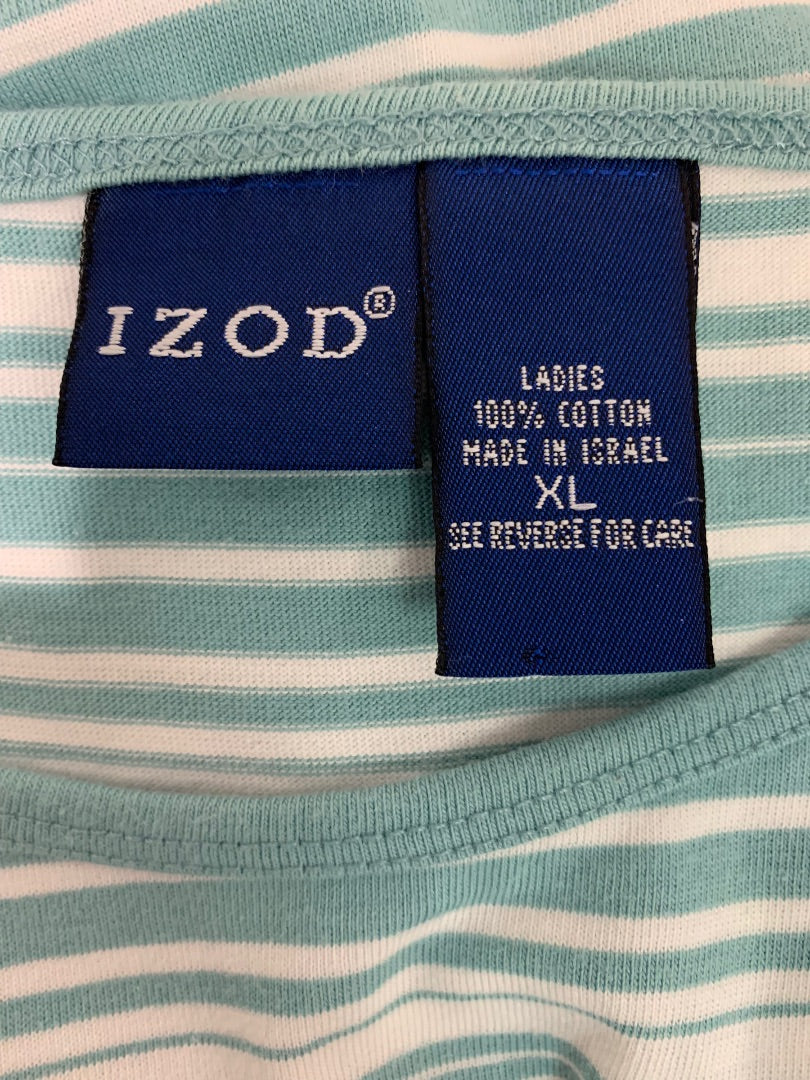 IZOD®
LADIES
100% COTTON
MADE IN ISRAEL
XL
SEE REVERSE FOR CARE